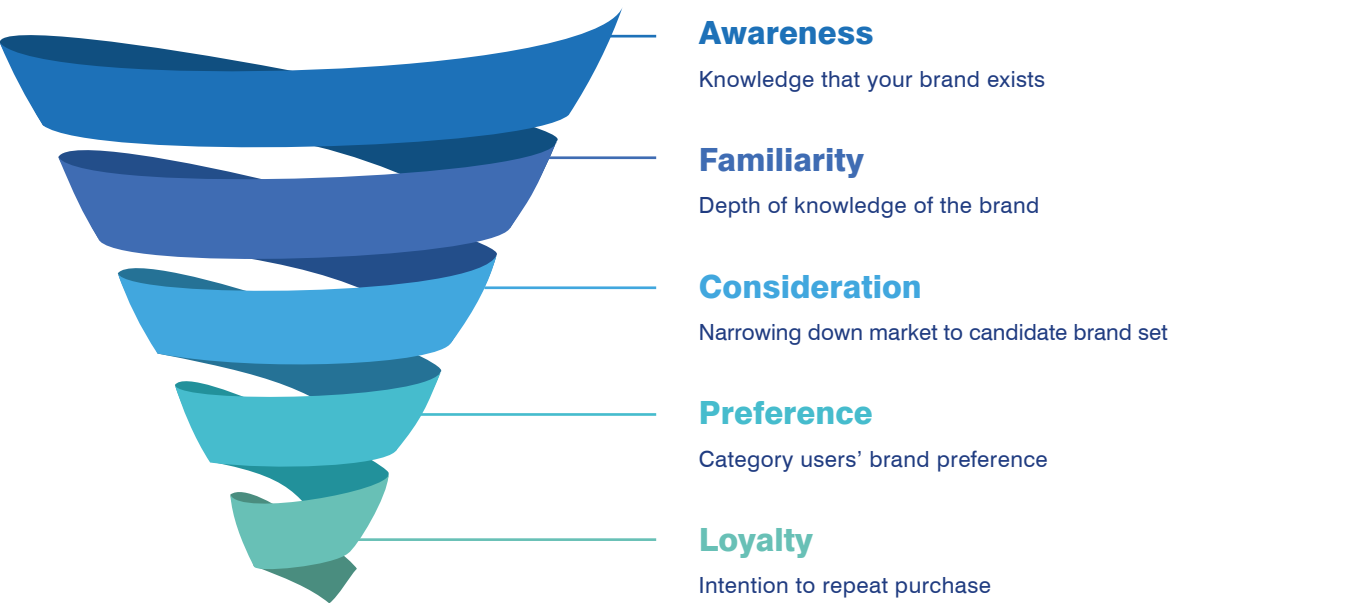 Awareness
Knowledge that your brand exists
Familiarity
Depth of knowledge of the brand
Consideration
Narrowing down market to candidate brand set
Preference
Category users’ brand preference
Loyalty
Intention to repeat purchase